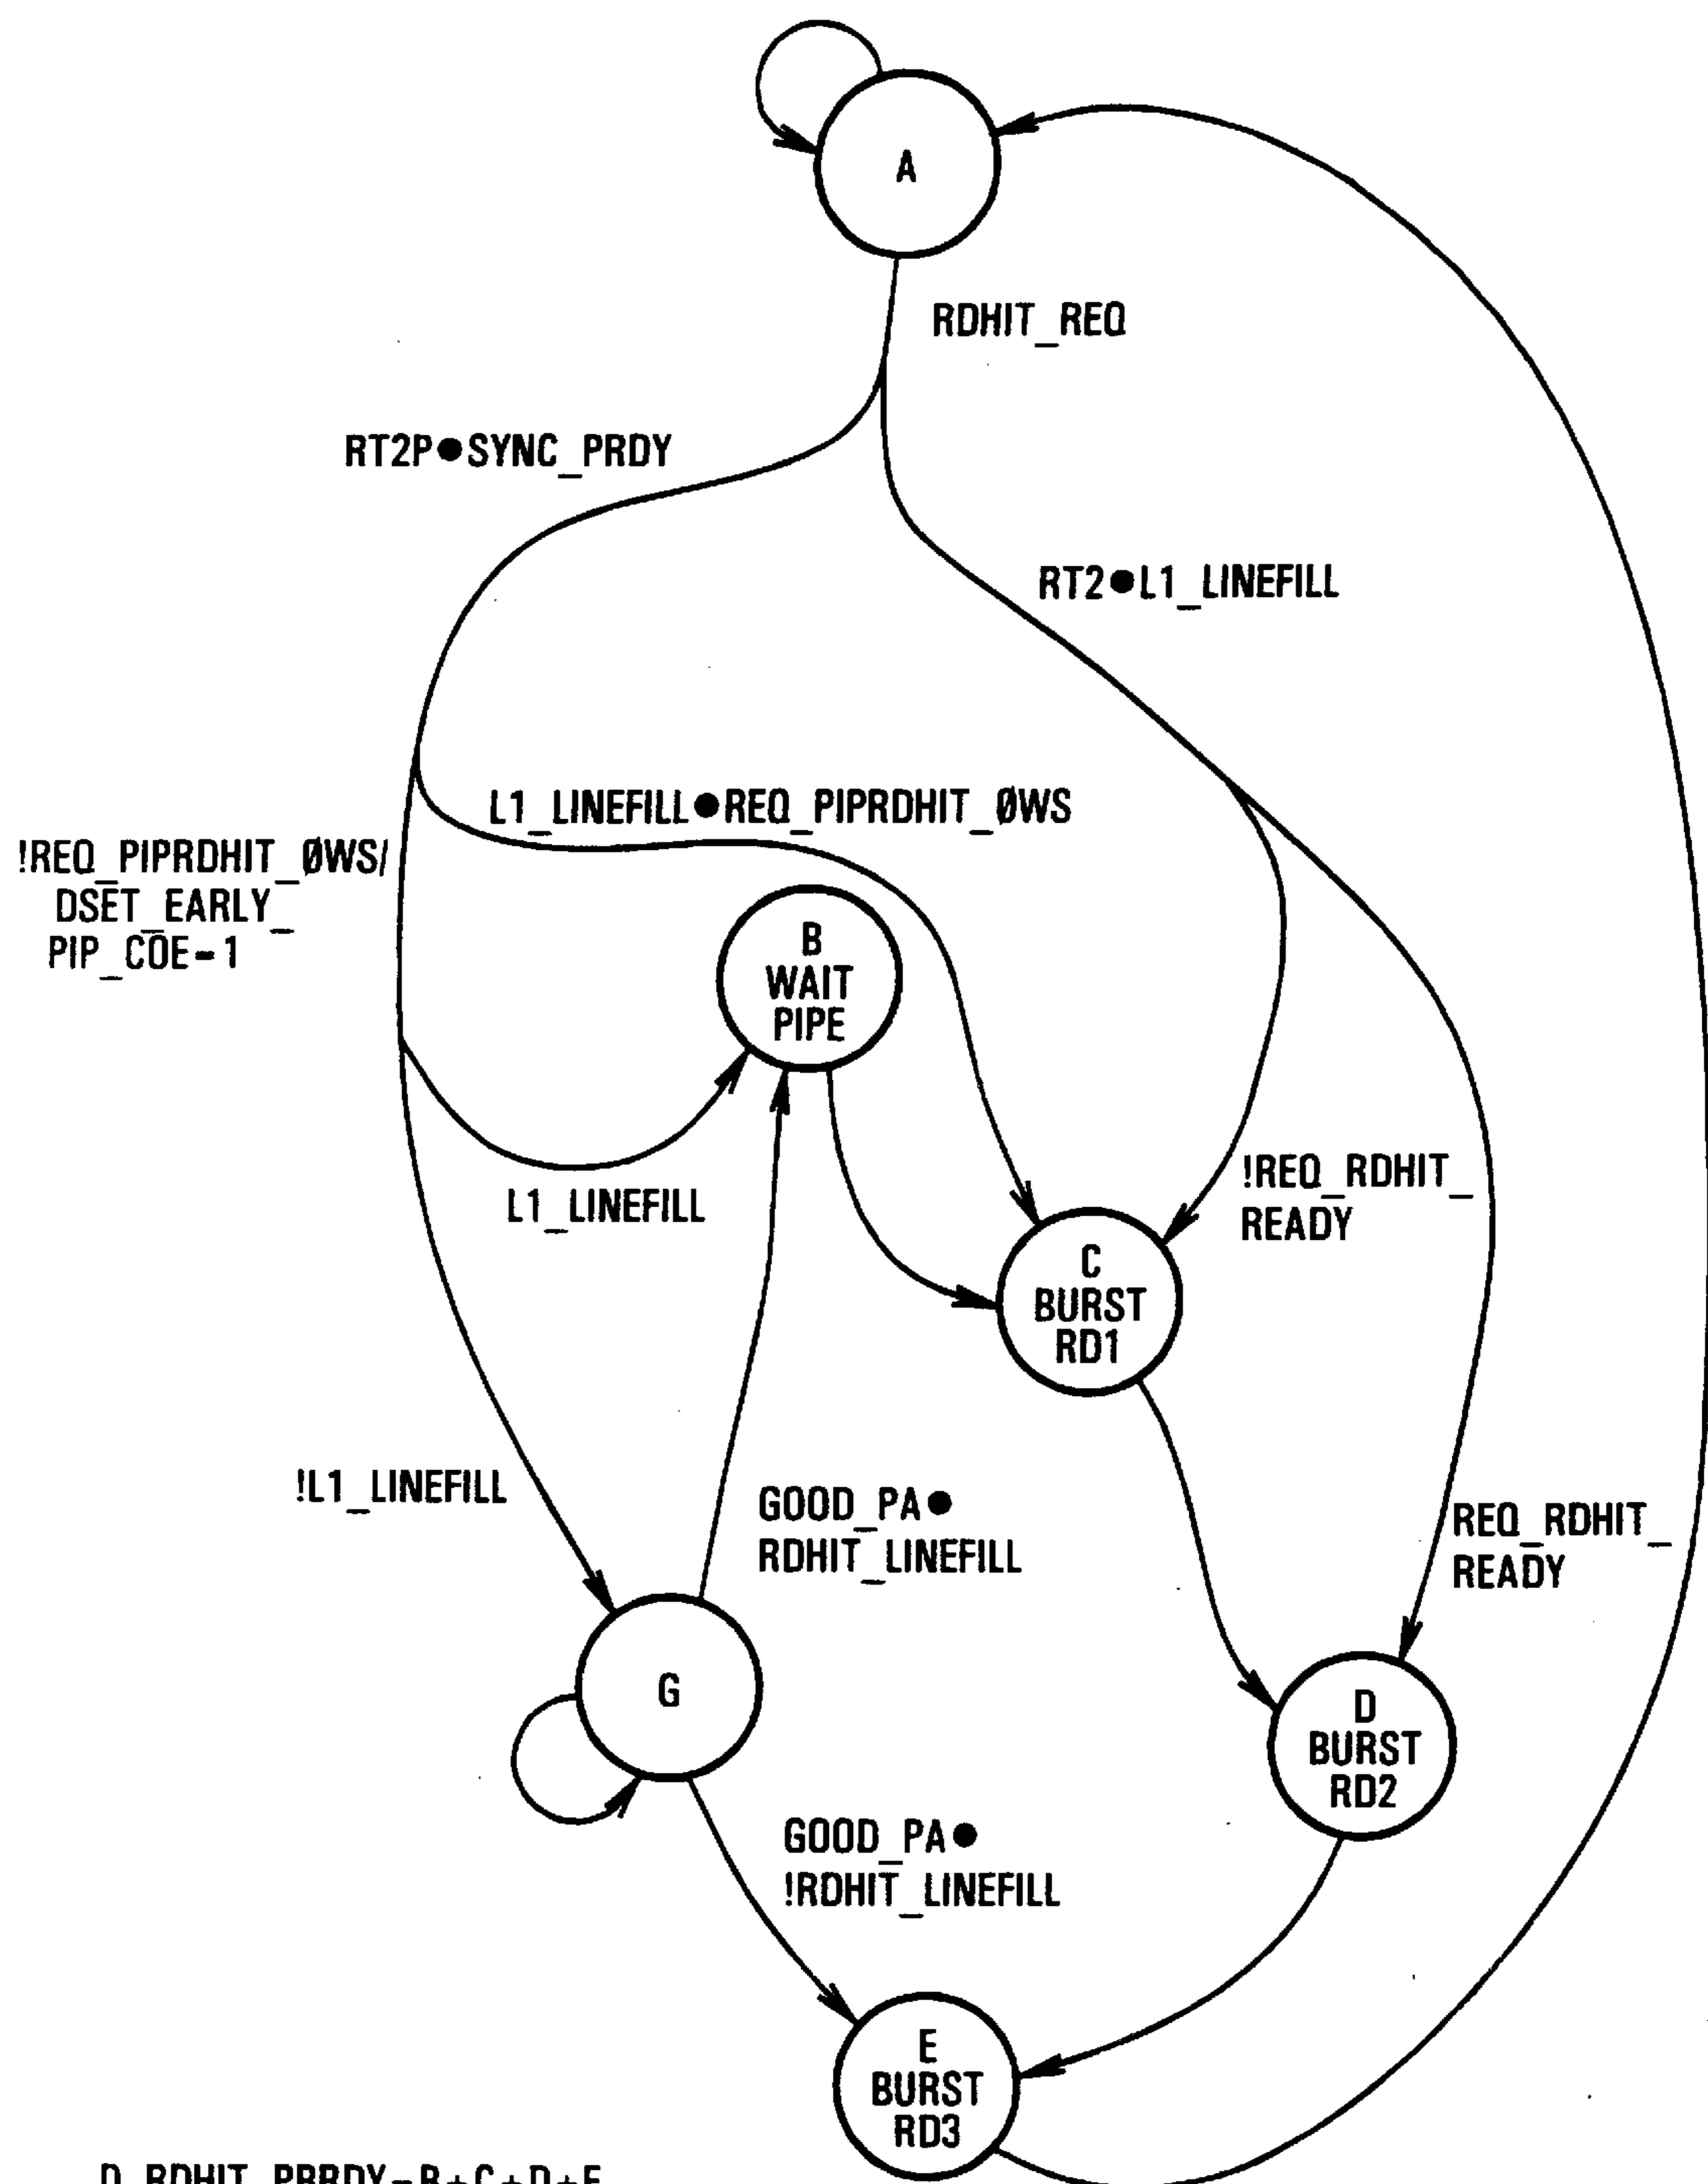 A
RDHIT_REQ
RT2P●SYNC_PRDY
RT2●L1_LINEFILL
L1_LINEFILL●REQ_PIPRDHIT_ØWS
!REQ_PIPRDHIT_ØWS/
DSET_EARLY_
PIP_COE=1
B
WAIT
PIPE
L1_LINEFILL
!REQ_RDHIT_
READY
C
BURST
RD1
!L1_LINEFILL
GOOD_PA●
RDHIT_LINEFILL
REQ_RDHIT_
READY
G
D
BURST
RD2
GOOD_PA●
!RDHIT_LINEFILL
E
BURST
RD3